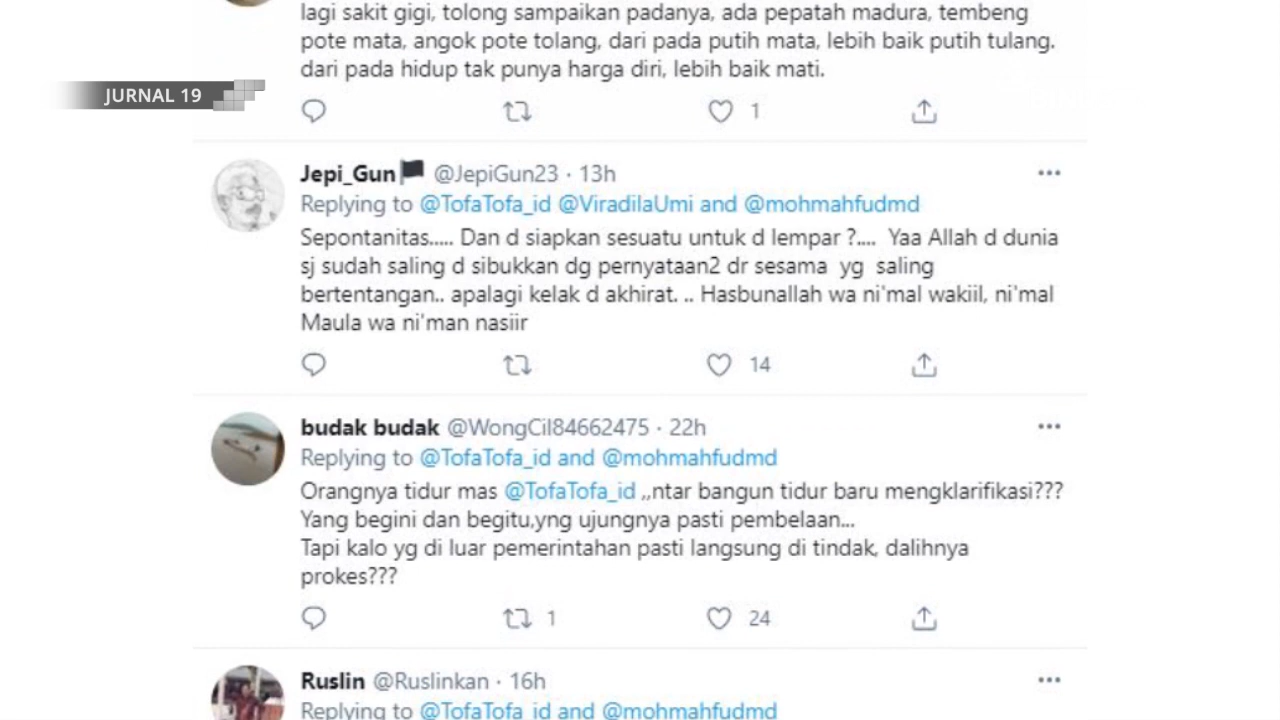 lagi sakit gigi, tolong sampaikan padanya, ada pepatah madura, tembeng
pote mata, angok pote tolang, dari pada putih mata, lebih baik putih tulang.
dari pada hidup tak punya harga diri, lebih baik mati.
JURNAL 19
1
Jepi_Gun🏴 @JepiGun23 · 13h
Replying to @TofaTofa_id @ViradilaUmi and @mohmahfudmd
Sepontanitas..... Dan d siapkan sesuatu untuk d lempar ?.... Yaa Allah d dunia
sj sudah saling d sibukkan dg pernyataan2 dr sesama yg saling
bertentangan.. apalagi kelak d akhirat. .. Hasbunallah wa ni'mal wakiil, ni'mal
Maula wa ni'man nasiir
14
budak budak @WongCil84662475 · 22h
Replying to @TofaTofa_id and @mohmahfudmd
Orangnya tidur mas @TofaTofa_id ,,ntar bangun tidur baru mengklarifikasi???
Yang begini dan begitu,yng ujungnya pasti pembelaan...
Tapi kalo yg di luar pemerintahan pasti langsung di tindak, dalihnya
prokes???
1 24
Ruslin @Ruslinkan · 16h
Replying to @TofaTofa_id and @mohmahfudmd